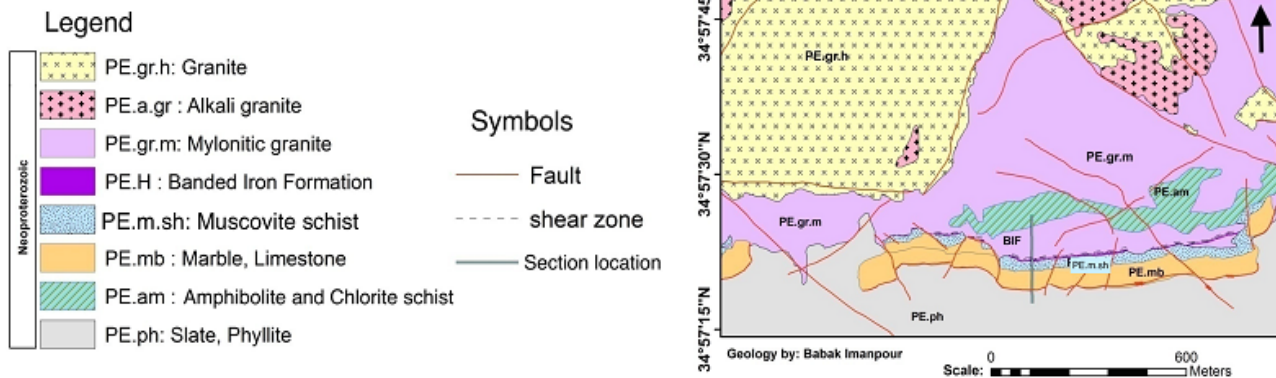 Legend
Neoproterozoic
PE.gr.h: Granite
PE.a.gr : Alkali granite
PE.gr.m: Mylonitic granite
PE.H : Banded Iron Formation
PE.m.sh: Muscovite schist
PE.mb : Marble, Limestone
PE.am : Amphibolite and Chlorite schist
PE.ph: Slate, Phyllite
Symbols
Fault
shear zone
Section location
34°57'45"
34°57'30"N
34°57'15"N
PE.gr.h
PE.gr.m
PE.am
PE.gr.m
BIF
PE.m.sh
PE.mb
PE.ph
Geology by: Babak Imanpour
0 600
Scale: Meters